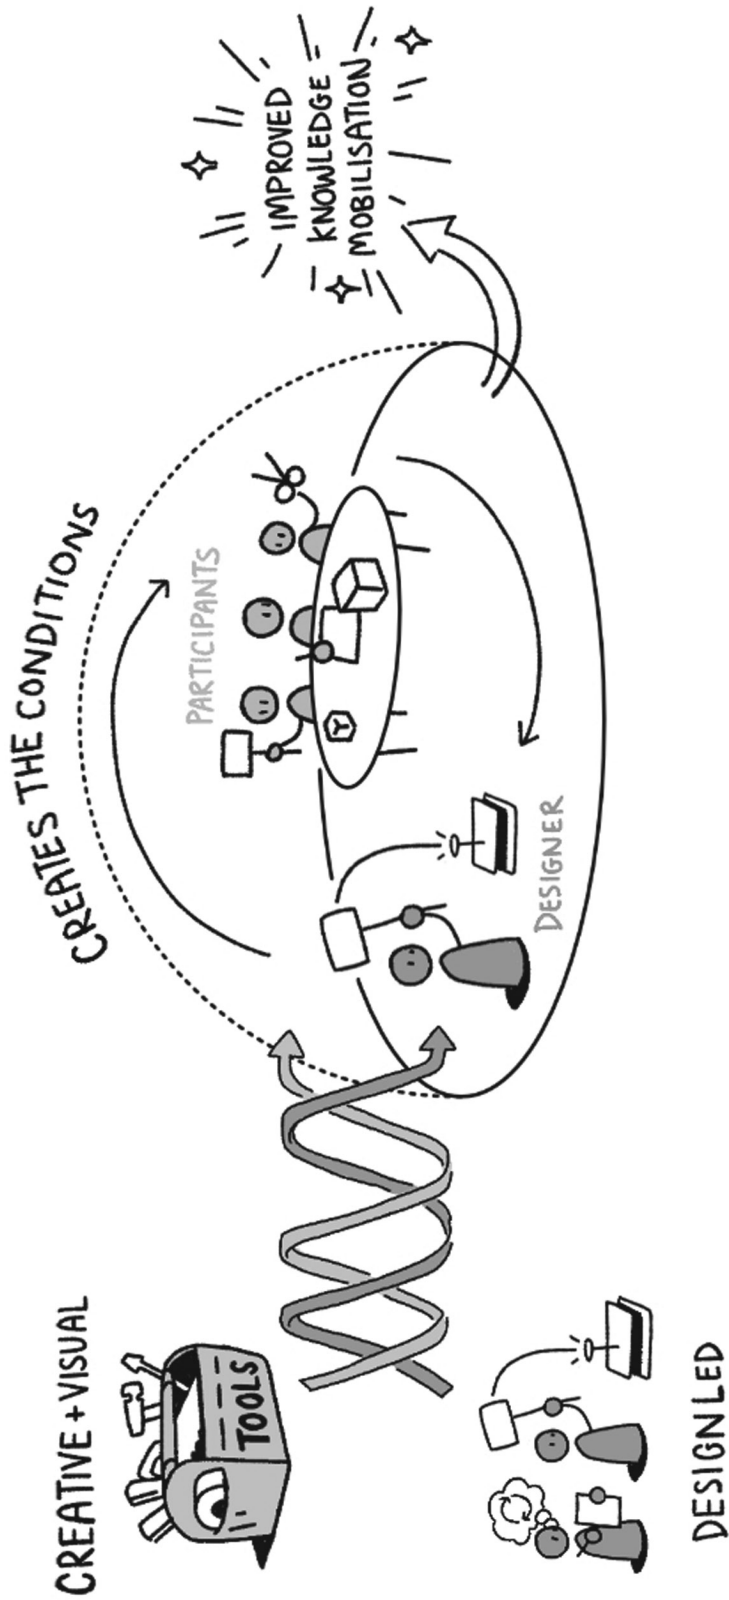 CREATIVE + VISUAL
TOOLS
DESIGN LED
CREATES THE CONDITIONS
PARTICIPANTS
DESIGNER
IMPROVED
KNOWLEDGE
MOBILISATION